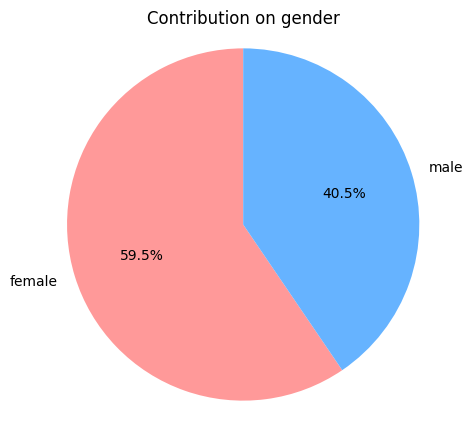 Contribution on gender
male
40.5%
59.5%
female